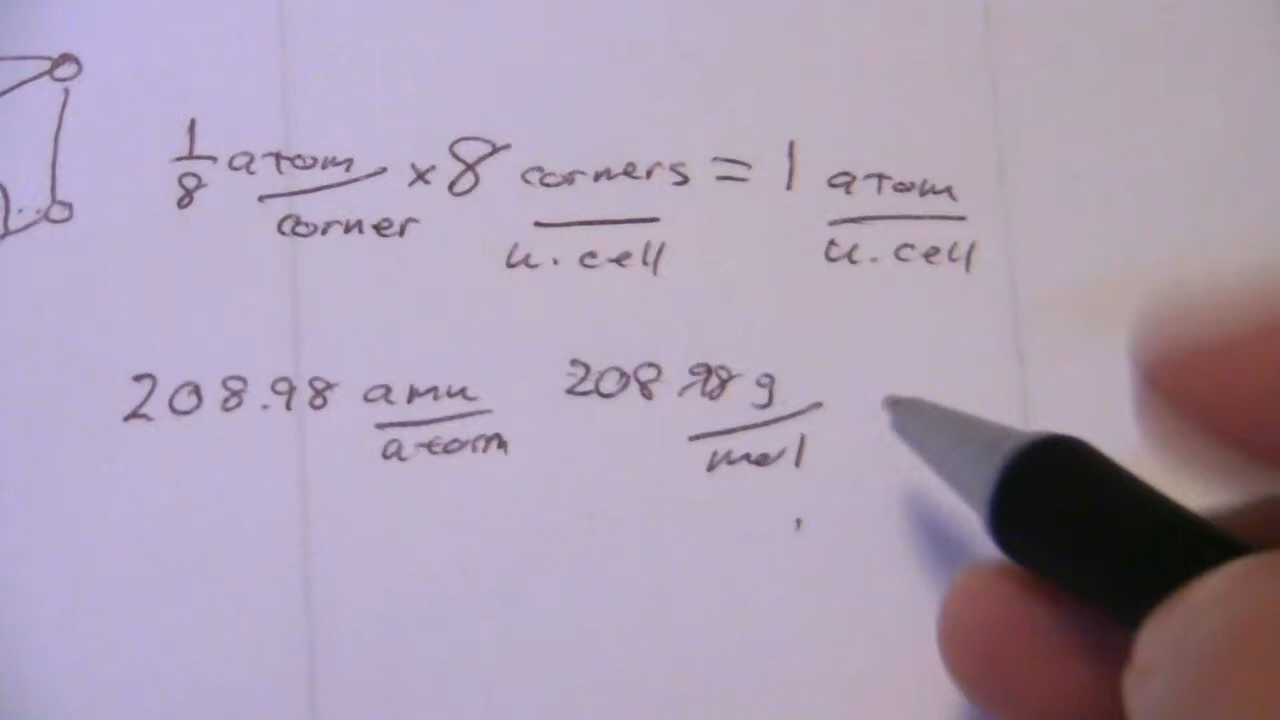 1/8 atom/corner × 8 corners/u.cell = 1 atom/u.cell
208.98 amu/atom 208.98 g/mol